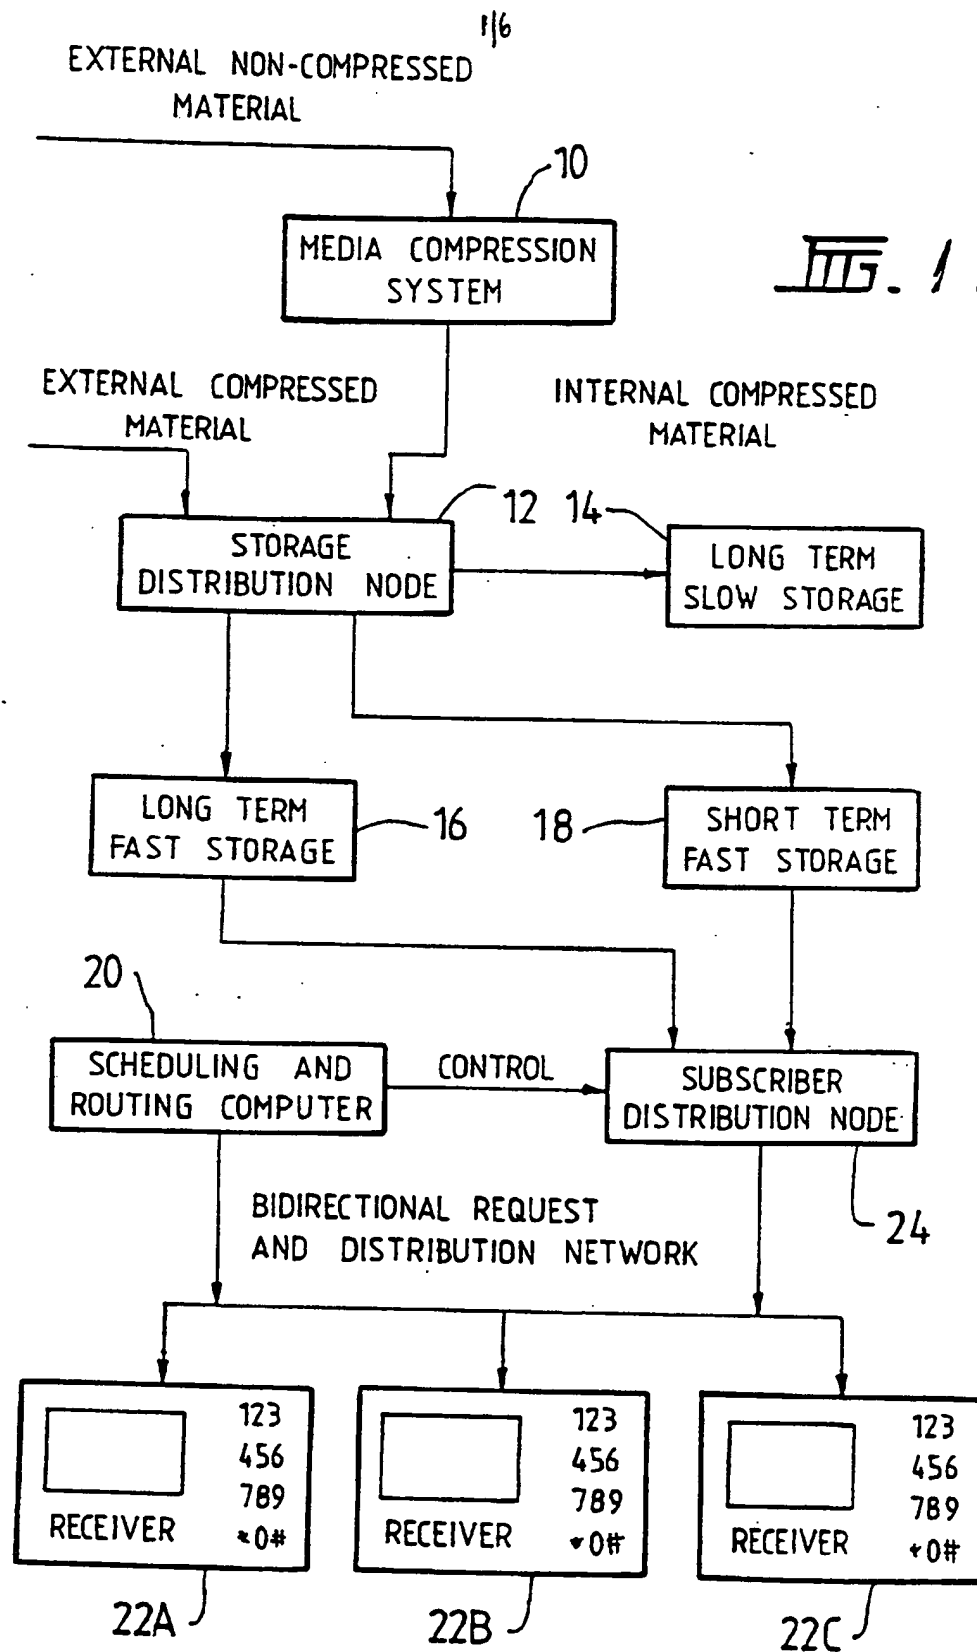 1/6
EXTERNAL NON-COMPRESSED
MATERIAL
10
MEDIA COMPRESSION
SYSTEM
FIG. 1.
EXTERNAL COMPRESSED
MATERIAL
INTERNAL COMPRESSED
MATERIAL
12
14
STORAGE
DISTRIBUTION NODE
LONG TERM
SLOW STORAGE
LONG TERM
FAST STORAGE
16
18
SHORT TERM
FAST STORAGE
20
SCHEDULING AND
ROUTING COMPUTER
CONTROL
SUBSCRIBER
DISTRIBUTION NODE
24
BIDIRECTIONAL REQUEST
AND DISTRIBUTION NETWORK
123
456
789
*0#
RECEIVER
22A
123
456
789
*0#
RECEIVER
22B
123
456
789
*0#
RECEIVER
22C